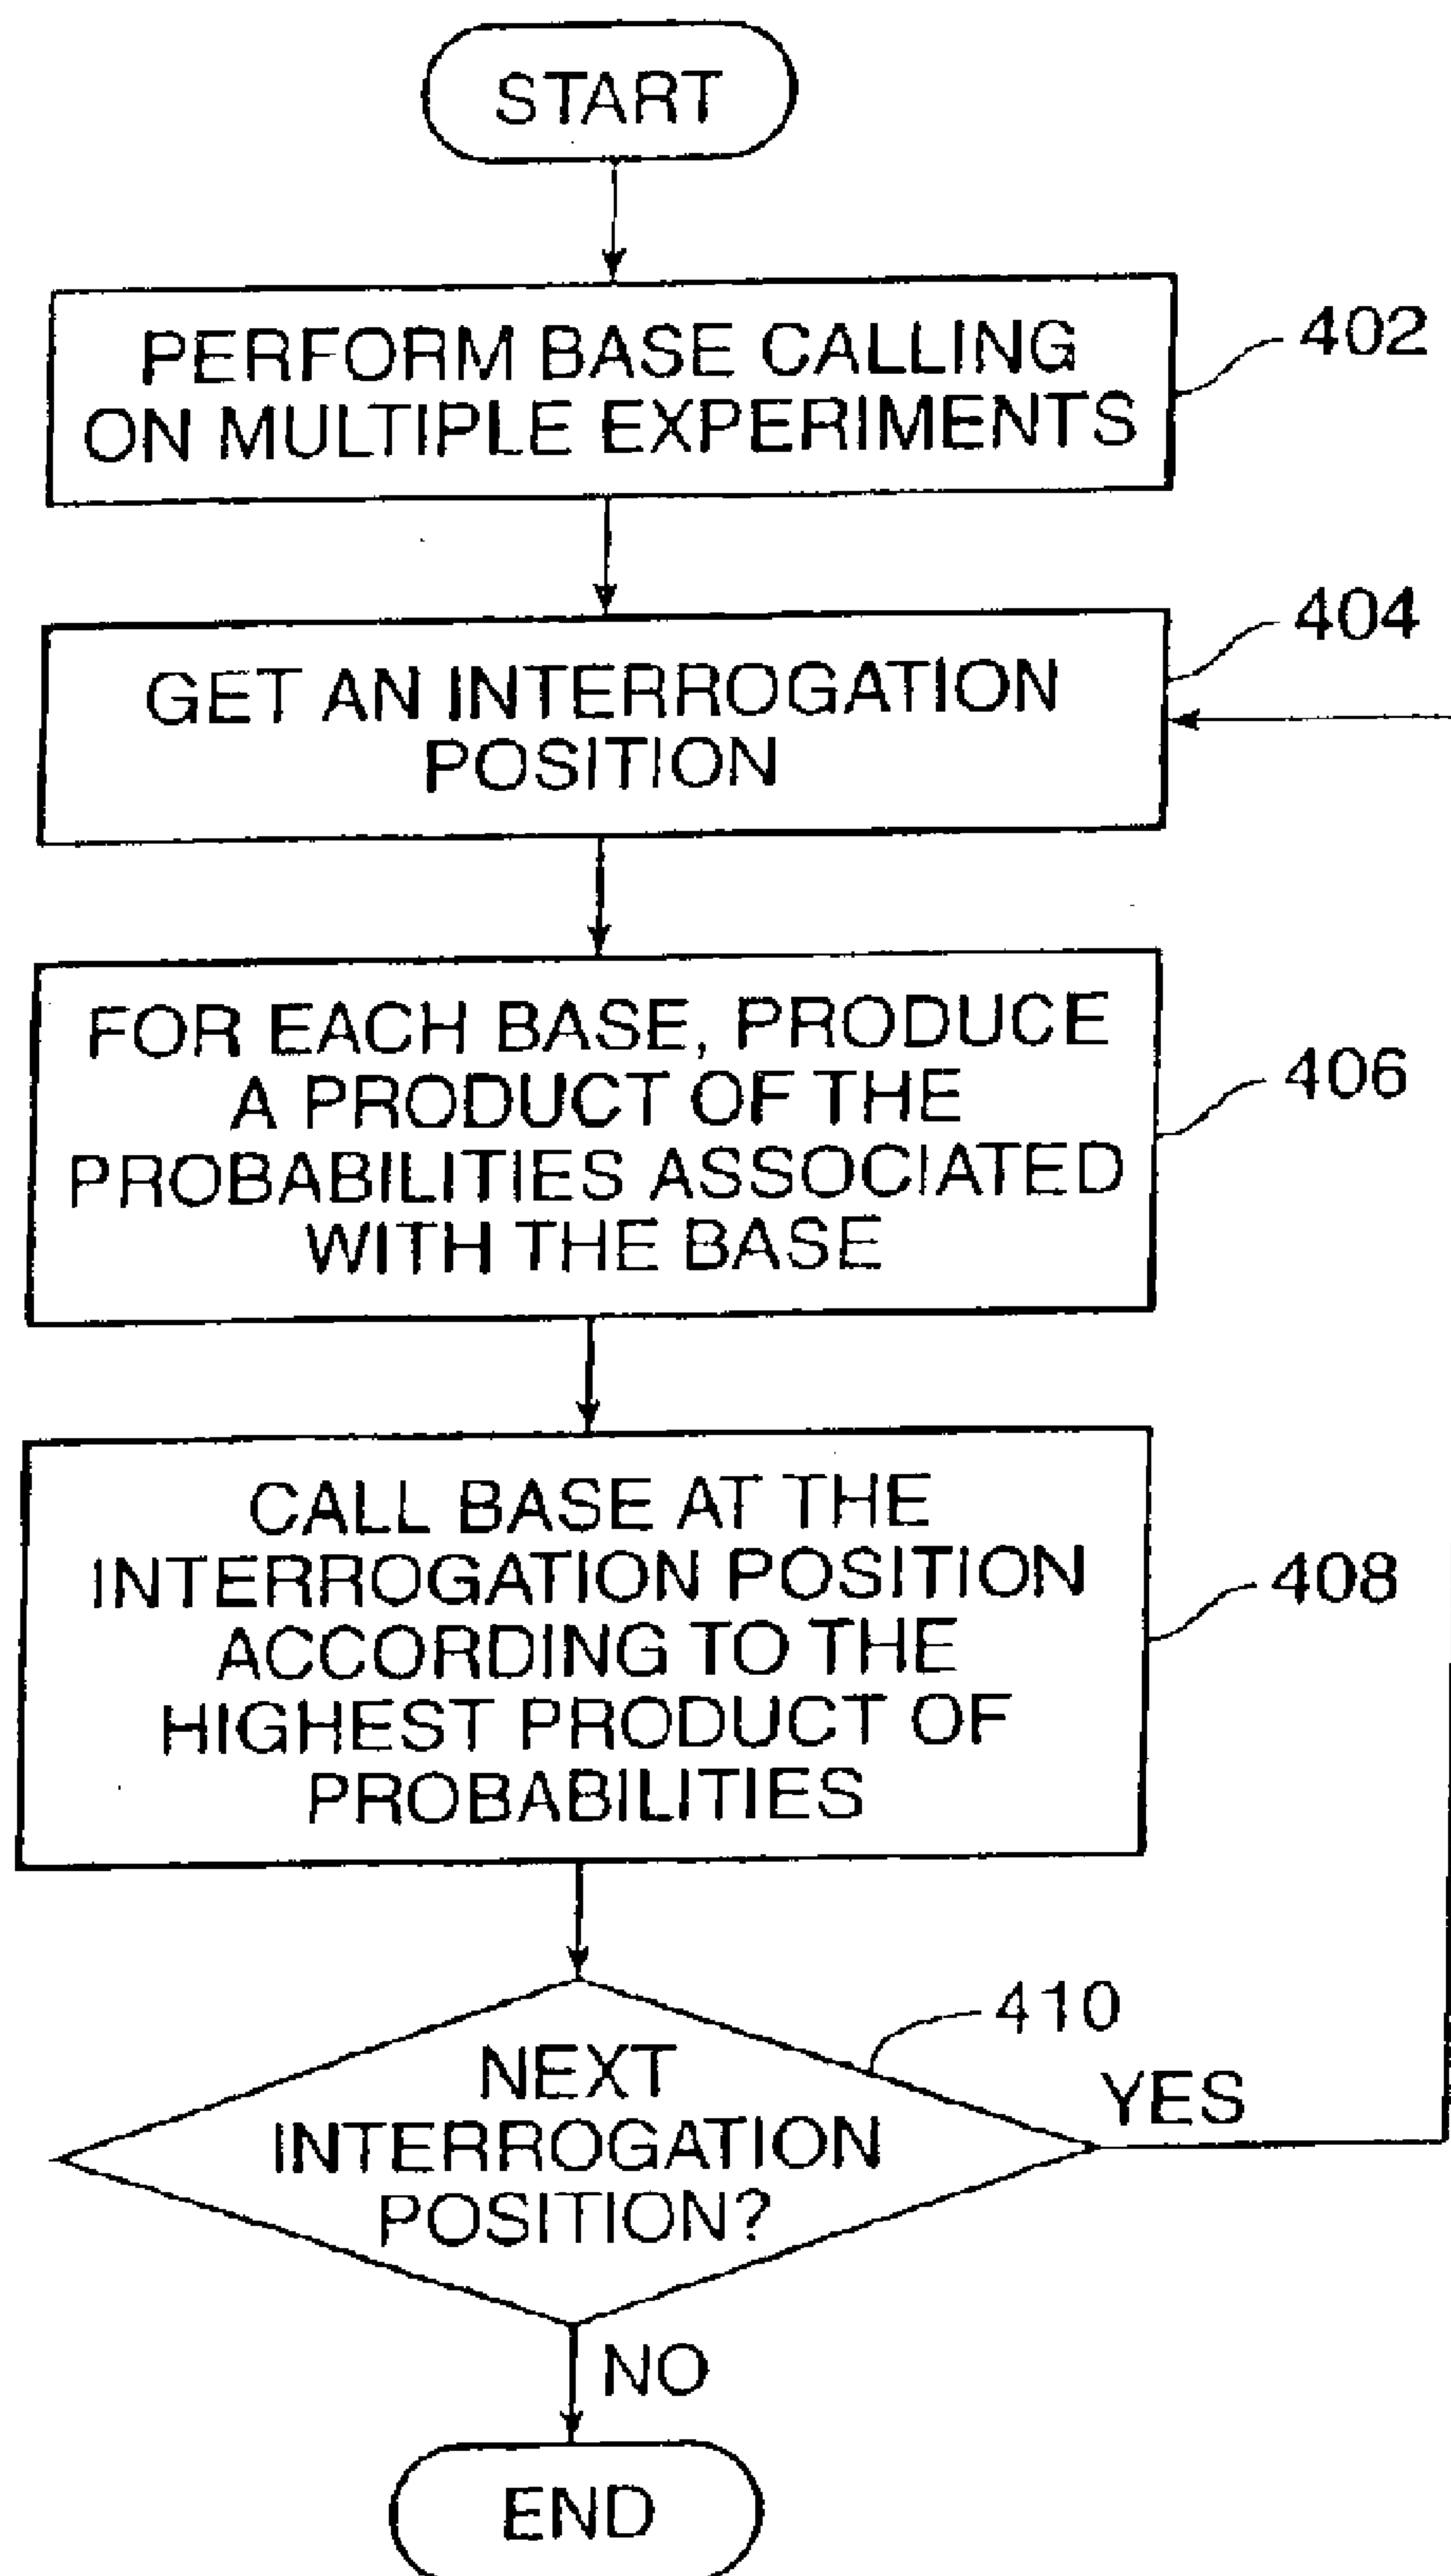 START
PERFORM BASE CALLING
ON MULTIPLE EXPERIMENTS
402
GET AN INTERROGATION
POSITION
404
FOR EACH BASE, PRODUCE
A PRODUCT OF THE
PROBABILITIES ASSOCIATED
WITH THE BASE
406
CALL BASE AT THE
INTERROGATION POSITION
ACCORDING TO THE
HIGHEST PRODUCT OF
PROBABILITIES
408
NEXT
INTERROGATION
POSITION?
410
YES
NO
END